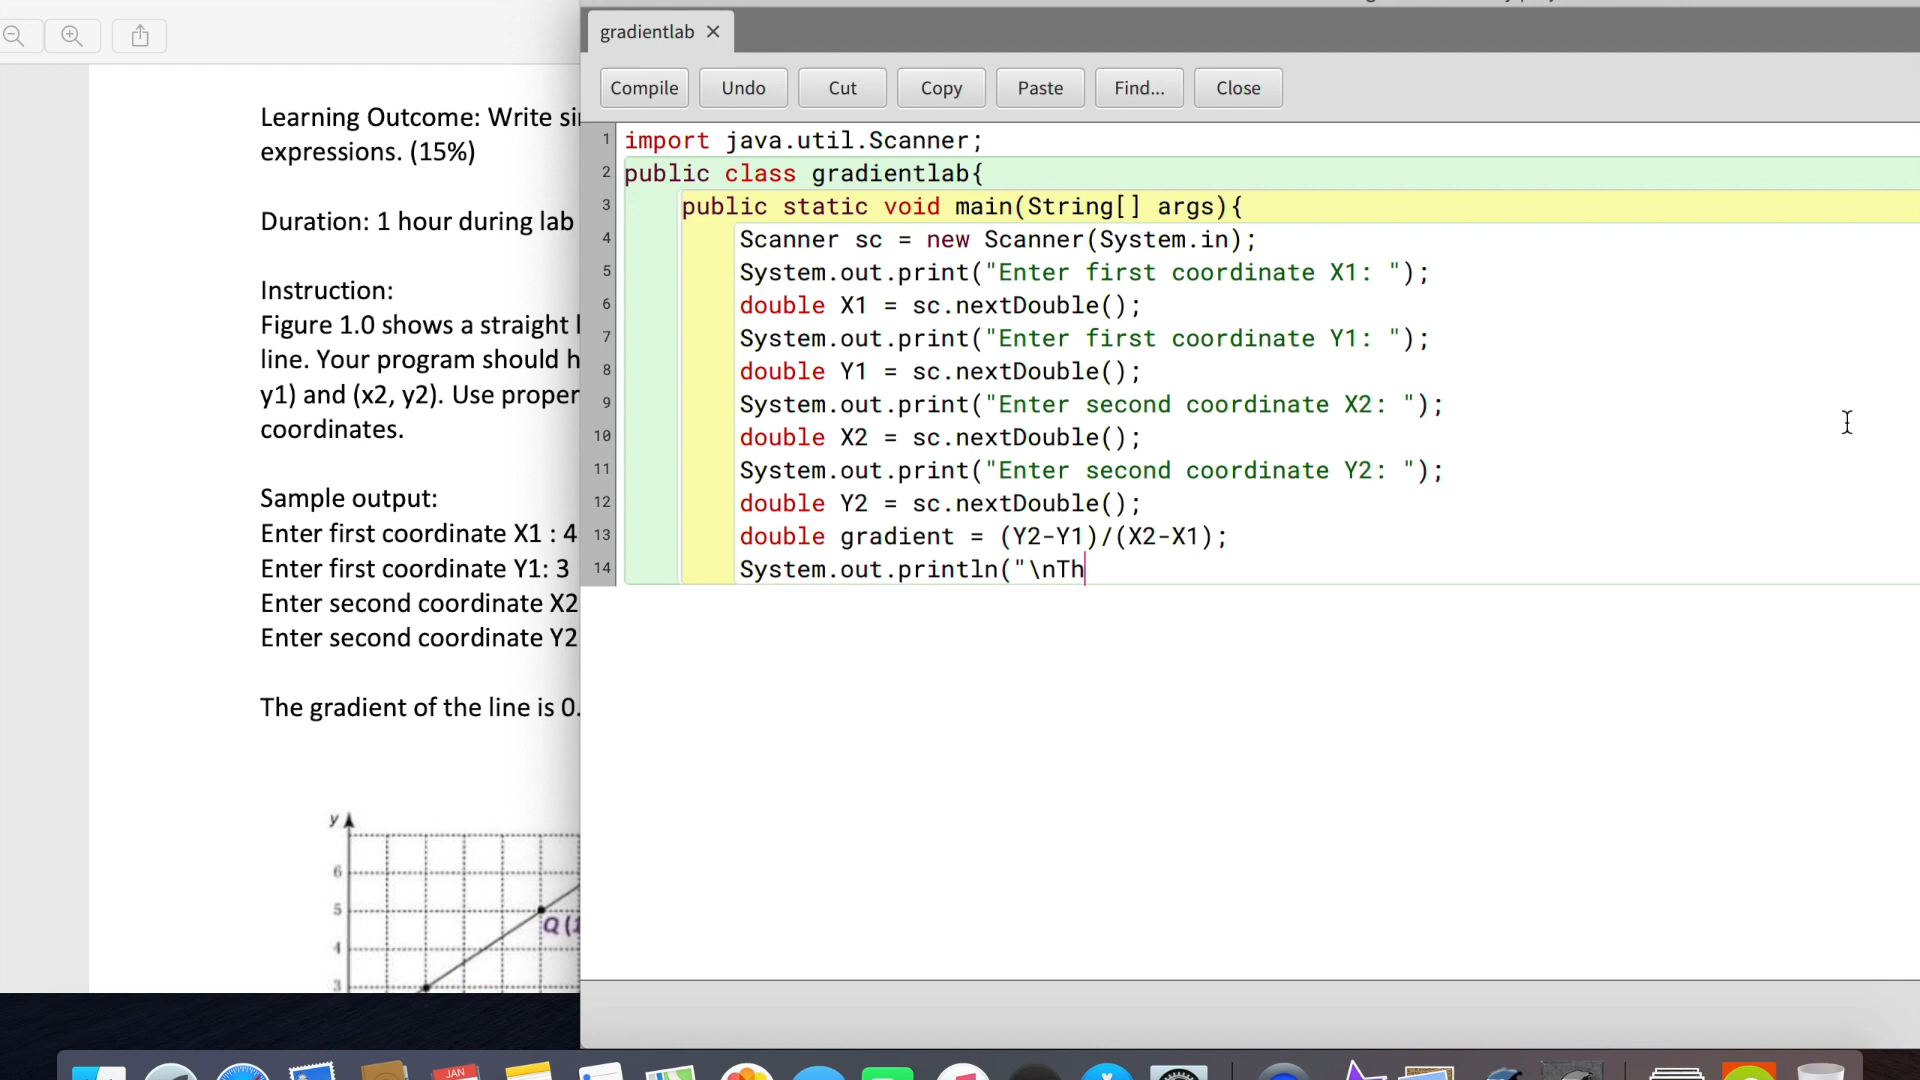 Learning Outcome: Write
expressions. (15%)
Duration: 1 hour during lab
Instruction:
Figure 1.0 shows a straight
line. Your program should
y1) and (x2, y2). Use proper
coordinates.
Sample output:
Enter first coordinate X1 : 4
Enter first coordinate Y1: 3
Enter second coordinate X2
Enter second coordinate Y2
The gradient of the line is 0.
y
6
5
Q (
4
3
gradientlab
Compile Undo Cut Copy Paste Find... Close
1 import java.util.Scanner;
2 public class gradientlab{
3 public static void main(String[] args){
4 Scanner sc = new Scanner(System.in);
5 System.out.print("Enter first coordinate X1: ");
6 double X1 = sc.nextDouble();
7 System.out.print("Enter first coordinate Y1: ");
8 double Y1 = sc.nextDouble();
9 System.out.print("Enter second coordinate X2: ");
10 double X2 = sc.nextDouble();
11 System.out.print("Enter second coordinate Y2: ");
12 double Y2 = sc.nextDouble();
13 double gradient = (Y2-Y1)/(X2-X1);
14 System.out.println("\nTh
JAN